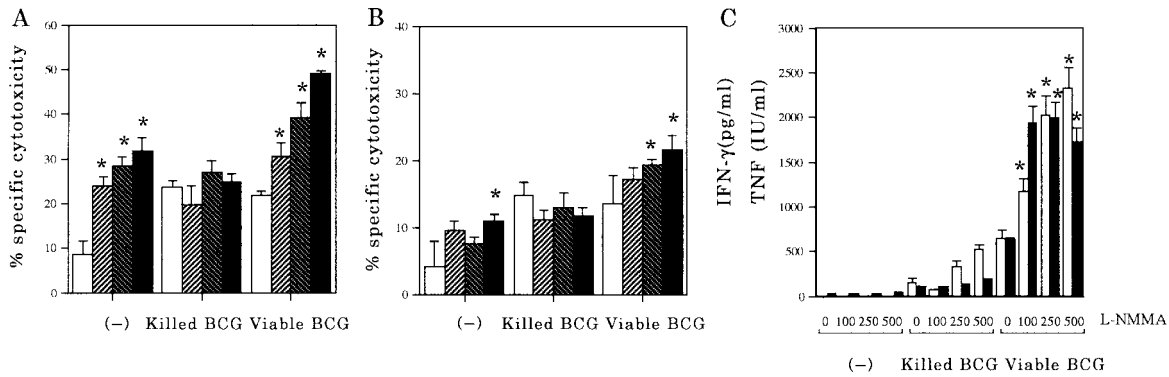 A
% specific cytotoxicity
60
50
40
30
20
10
0
* * * * * *
(-) Killed BCG Viable BCG
B
% specific cytotoxicity
40
30
20
10
0
* * *
(-) Killed BCG Viable BCG
C
IFN-γ(pg/ml)
TNF (IU/ml)
3000
2500
2000
1500
1000
500
0
* * * * * *
0 100 250 500 0 100 250 500 0 100 250 500 L-NMMA
(-) Killed BCG Viable BCG